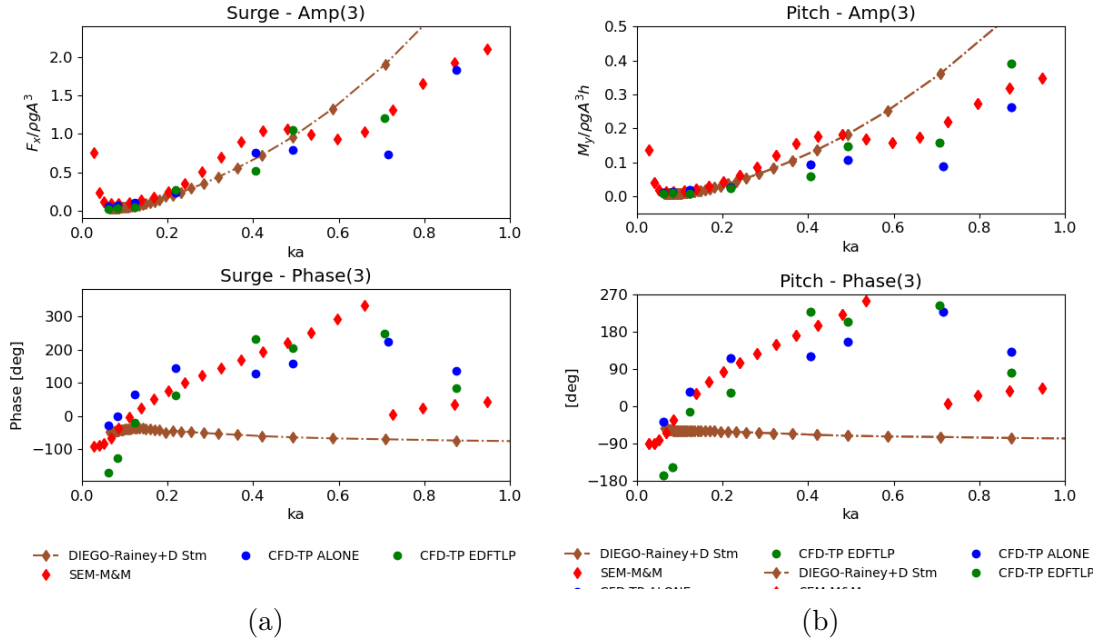 Surge - Amp(3)
F_x/ρgA^3
2.0
1.5
1.0
0.5
0.0
0.0 0.2 0.4 0.6 0.8 1.0
ka
Surge - Phase(3)
Phase [deg]
300
200
100
0
−100
0.0 0.2 0.4 0.6 0.8 1.0
ka
DIEGO-Rainey+D Stm CFD-TP ALONE CFD-TP EDFTLP
SEM-M&M
(a)
Pitch - Amp(3)
M_y/ρgA^3h
0.5
0.4
0.3
0.2
0.1
0.0
0.0 0.2 0.4 0.6 0.8 1.0
ka
Pitch - Phase(3)
[deg]
270
180
90
0
−90
−180
0.0 0.2 0.4 0.6 0.8 1.0
ka
DIEGO-Rainey+D Stm CFD-TP EDFTLP CFD-TP ALONE
SEM-M&M DIEGO-Rainey+D Stm CFD-TP EDFTLP
CFD-TP ALONE SEM-M&M
(b)